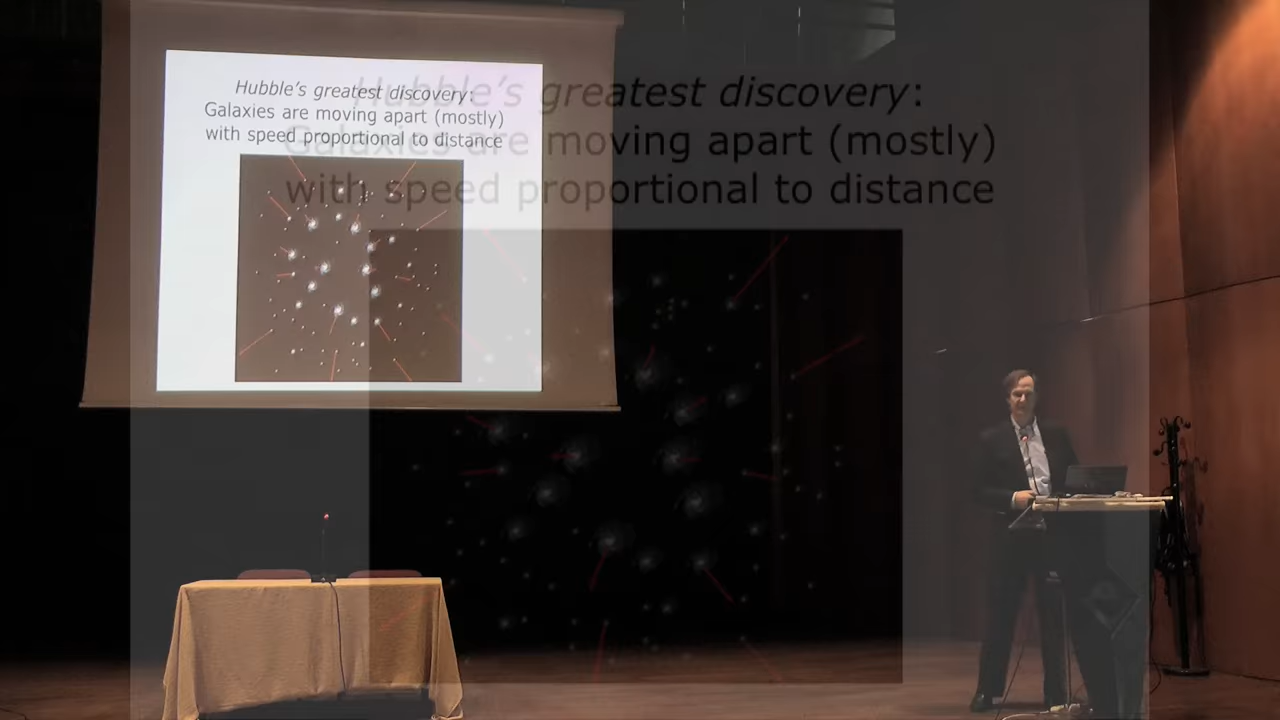 Hubble's greatest discovery:
Galaxies are moving apart (mostly)
with speed proportional to distance
Hubble's greatest discovery:
Galaxies are moving apart (mostly)
with speed proportional to distance